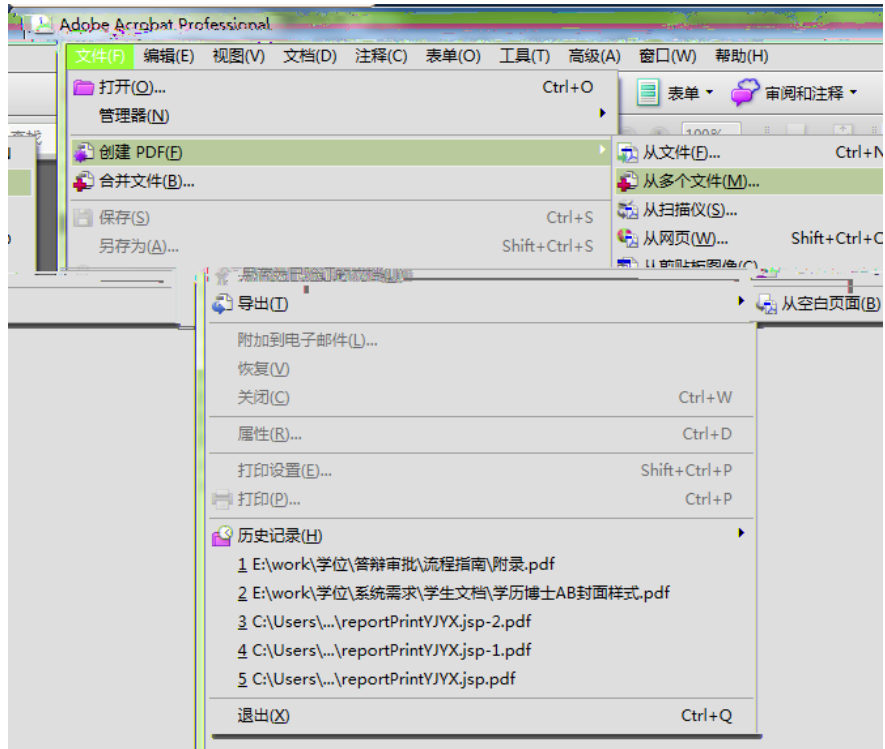 Adobe Acrobat Professional
文件(F) 编辑(E) 视图(V) 文档(D) 注释(C) 表单(O) 工具(T) 高级(A) 窗口(W) 帮助(H)
打开(O)... Ctrl+O
表单 审阅和注释
管理器(N)
100%
创建 PDF(F) 从文件(F)... Ctrl+N
合并文件(B)... 从多个文件(M)...
保存(S) Ctrl+S 从扫描仪(S)...
另存为(A)... Shift+Ctrl+S 从网页(W)... Shift+Ctrl+O
从剪贴板图像(C)
导出(T) 从空白页面(B)
附加到电子邮件(L)...
恢复(V)
关闭(C) Ctrl+W
属性(R)... Ctrl+D
打印设置(E)... Shift+Ctrl+P
打印(P)... Ctrl+P
历史记录(H)
1 E:\work\学位\答辩审批\流程指南\附录.pdf
2 E:\work\学位\系统需求\学生文档\学历博士AB封面样式.pdf
3 C:\Users\...\reportPrintYJYX.jsp-2.pdf
4 C:\Users\...\reportPrintYJYX.jsp-1.pdf
5 C:\Users\...\reportPrintYJYX.jsp.pdf
退出(X) Ctrl+Q